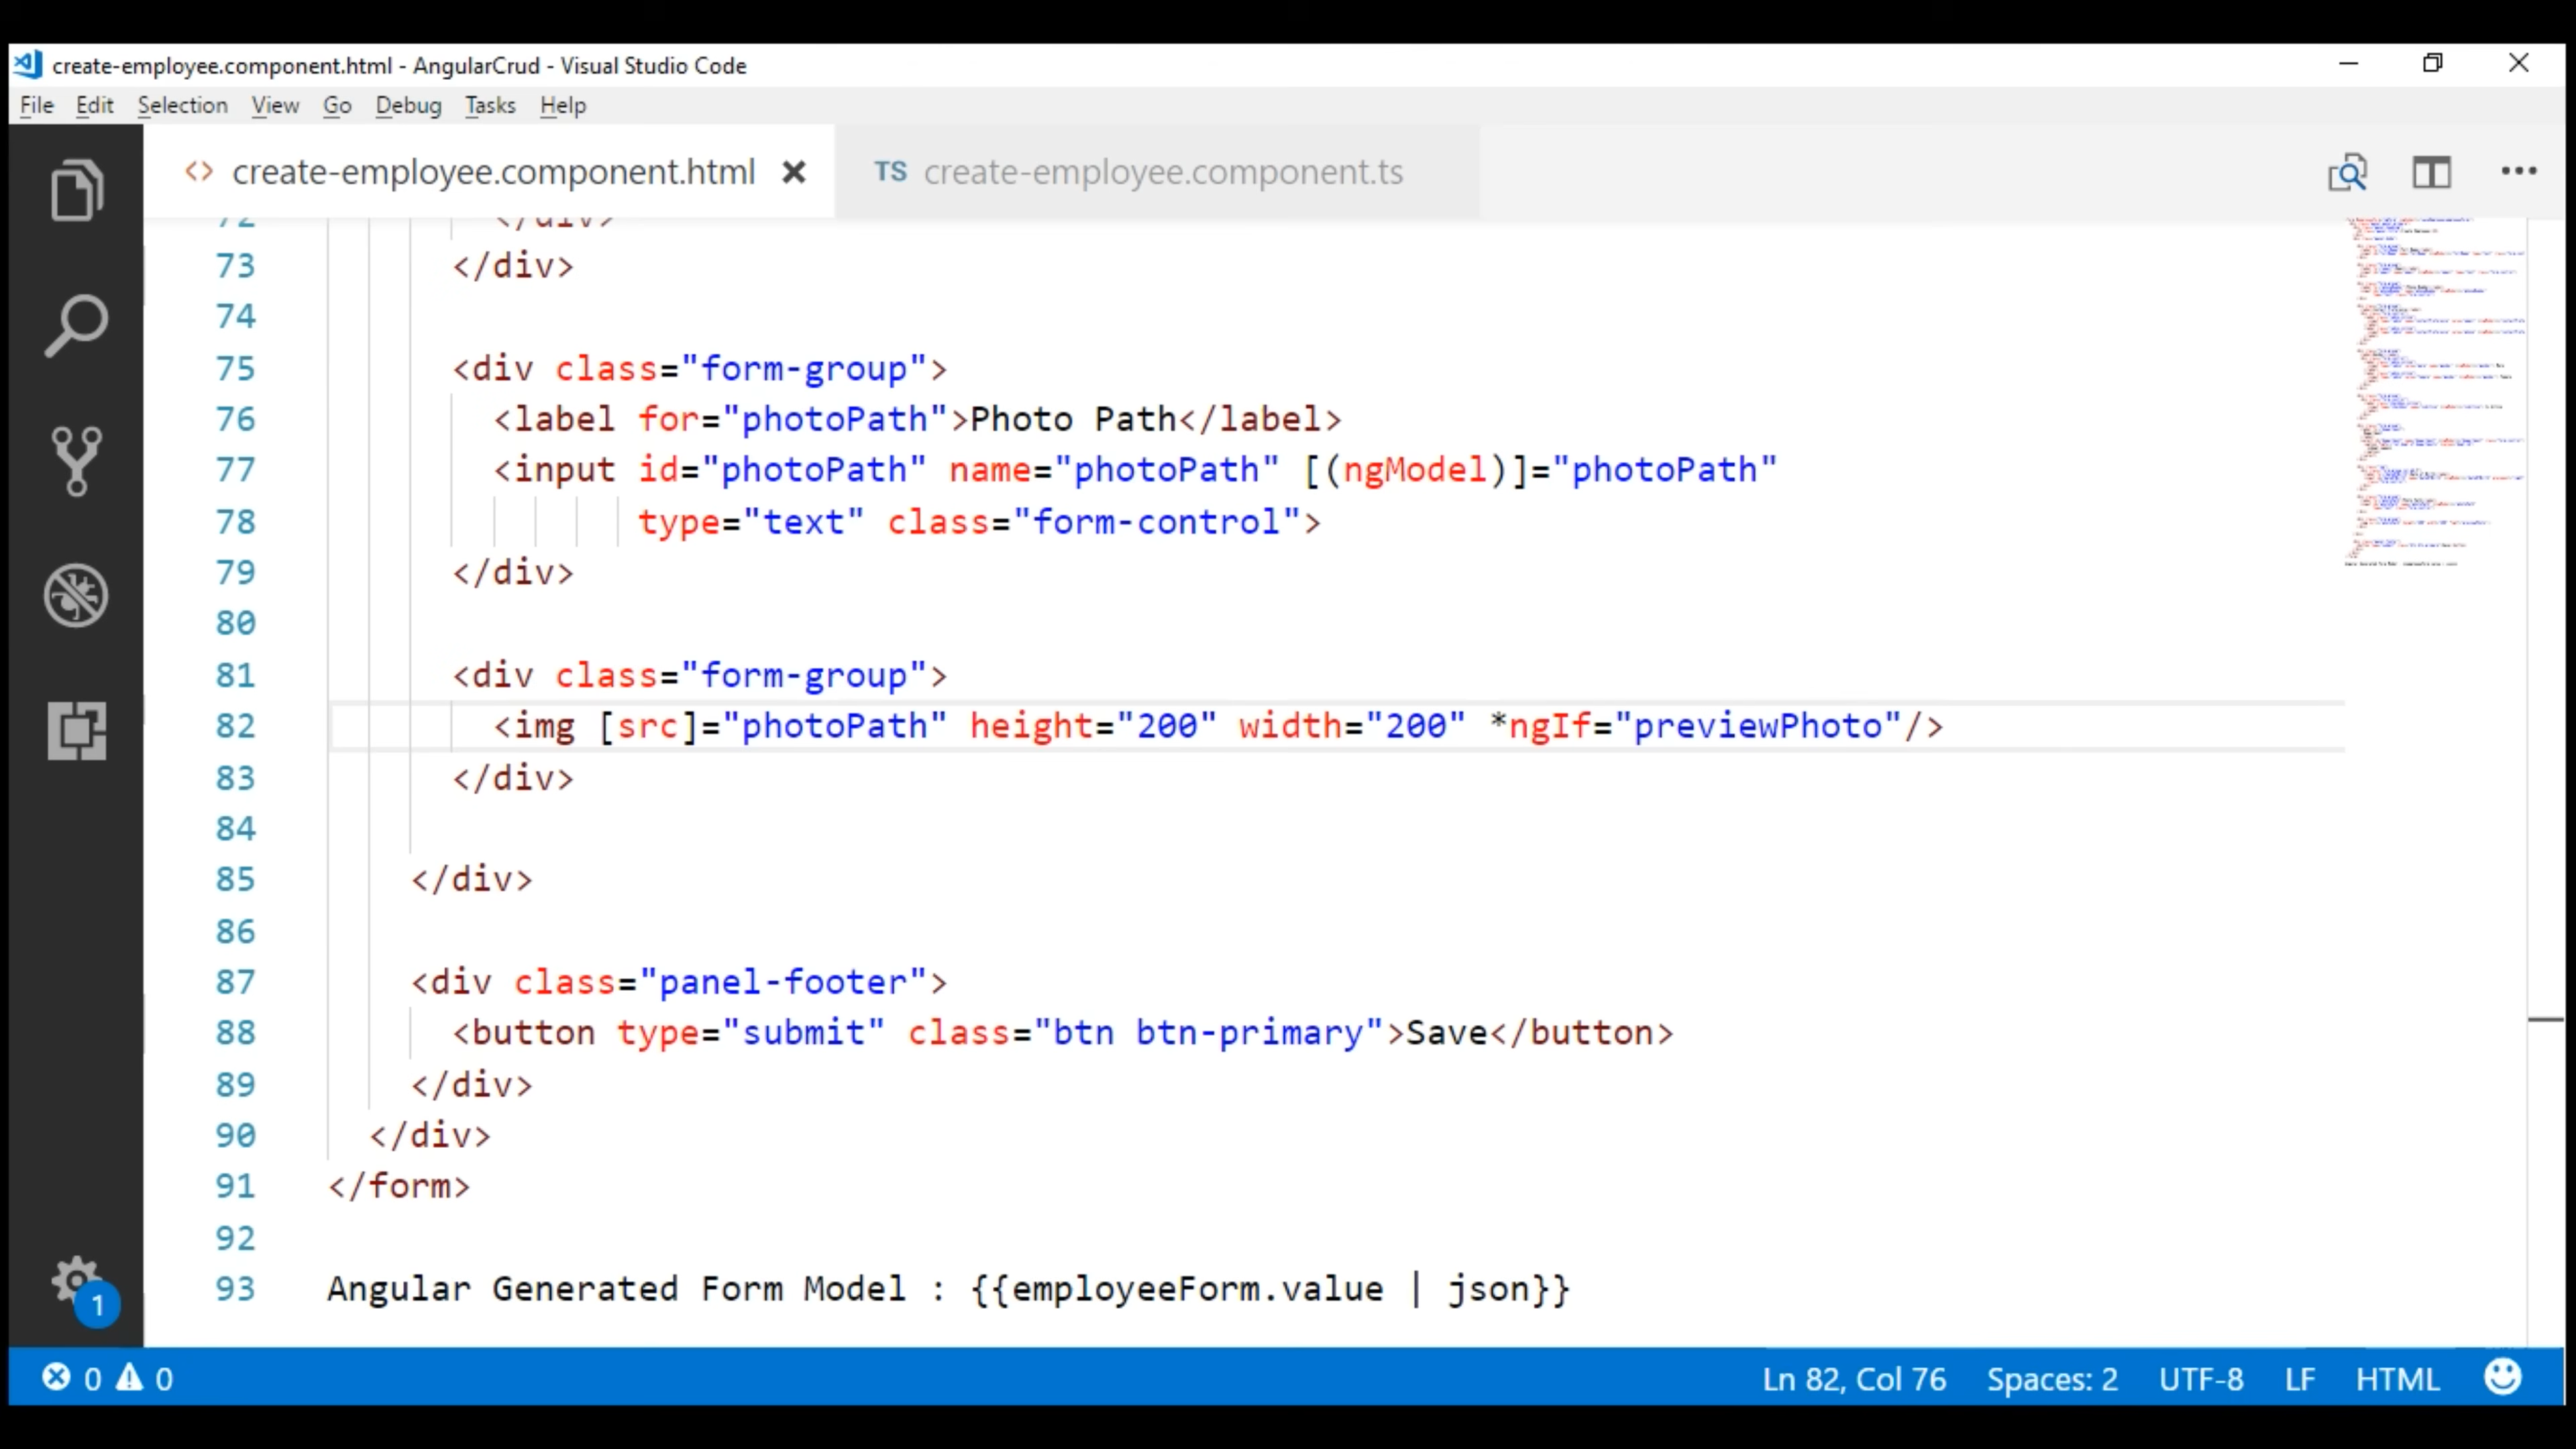 create-employee.component.html - AngularCrud - Visual Studio Code
File Edit Selection View Go Debug Tasks Help
create-employee.component.html
TS create-employee.component.ts
72 </div>
73 </div>
74
75 <div class="form-group">
76 <label for="photoPath">Photo Path</label>
77 <input id="photoPath" name="photoPath" [(ngModel)]="photoPath"
78 type="text" class="form-control">
79 </div>
80
81 <div class="form-group">
82 <img [src]="photoPath" height="200" width="200" *ngIf="previewPhoto"/>
83 </div>
84
85 </div>
86
87 <div class="panel-footer">
88 <button type="submit" class="btn btn-primary">Save</button>
89 </div>
90 </div>
91 </form>
92
93 Angular Generated Form Model : {{employeeForm.value | json}}
1
0 0 Ln 82, Col 76 Spaces: 2 UTF-8 LF HTML